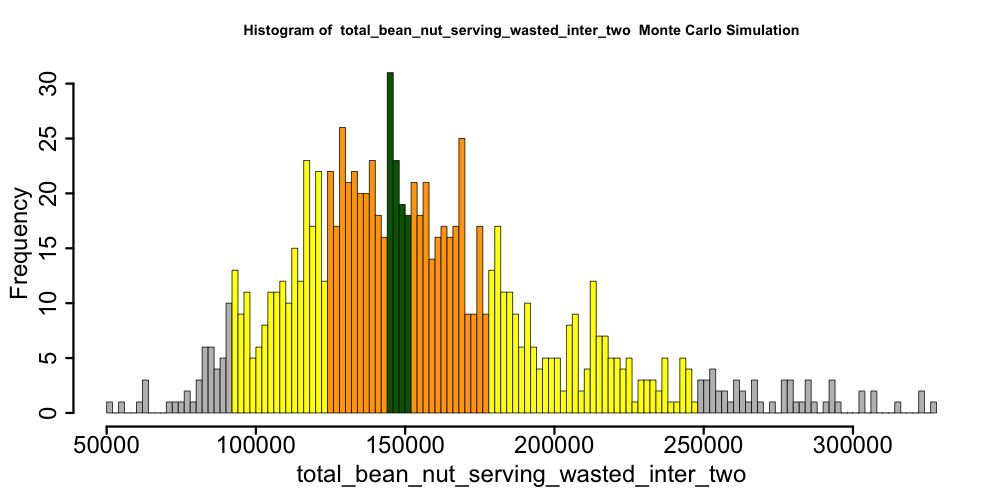 Histogram of  total_bean_nut_serving_wasted_inter_two  Monte Carlo Simulation
30
25
20
15
10
5
0
Frequency
50000 100000 150000 200000 250000 300000
total_bean_nut_serving_wasted_inter_two